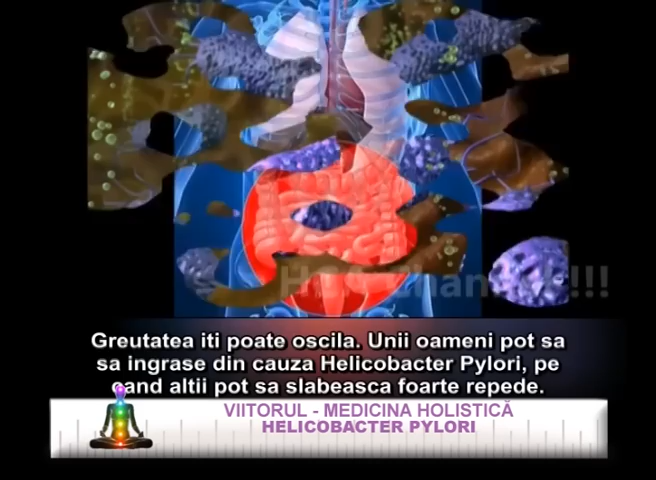 Greutatea iti poate oscila. Unii oameni pot sa
sa ingrase din cauza Helicobacter Pylori, pe
cand altii pot sa slabeasca foarte repede.
VIITORUL - MEDICINA HOLISTICĂ
HELICOBACTER PYLORI